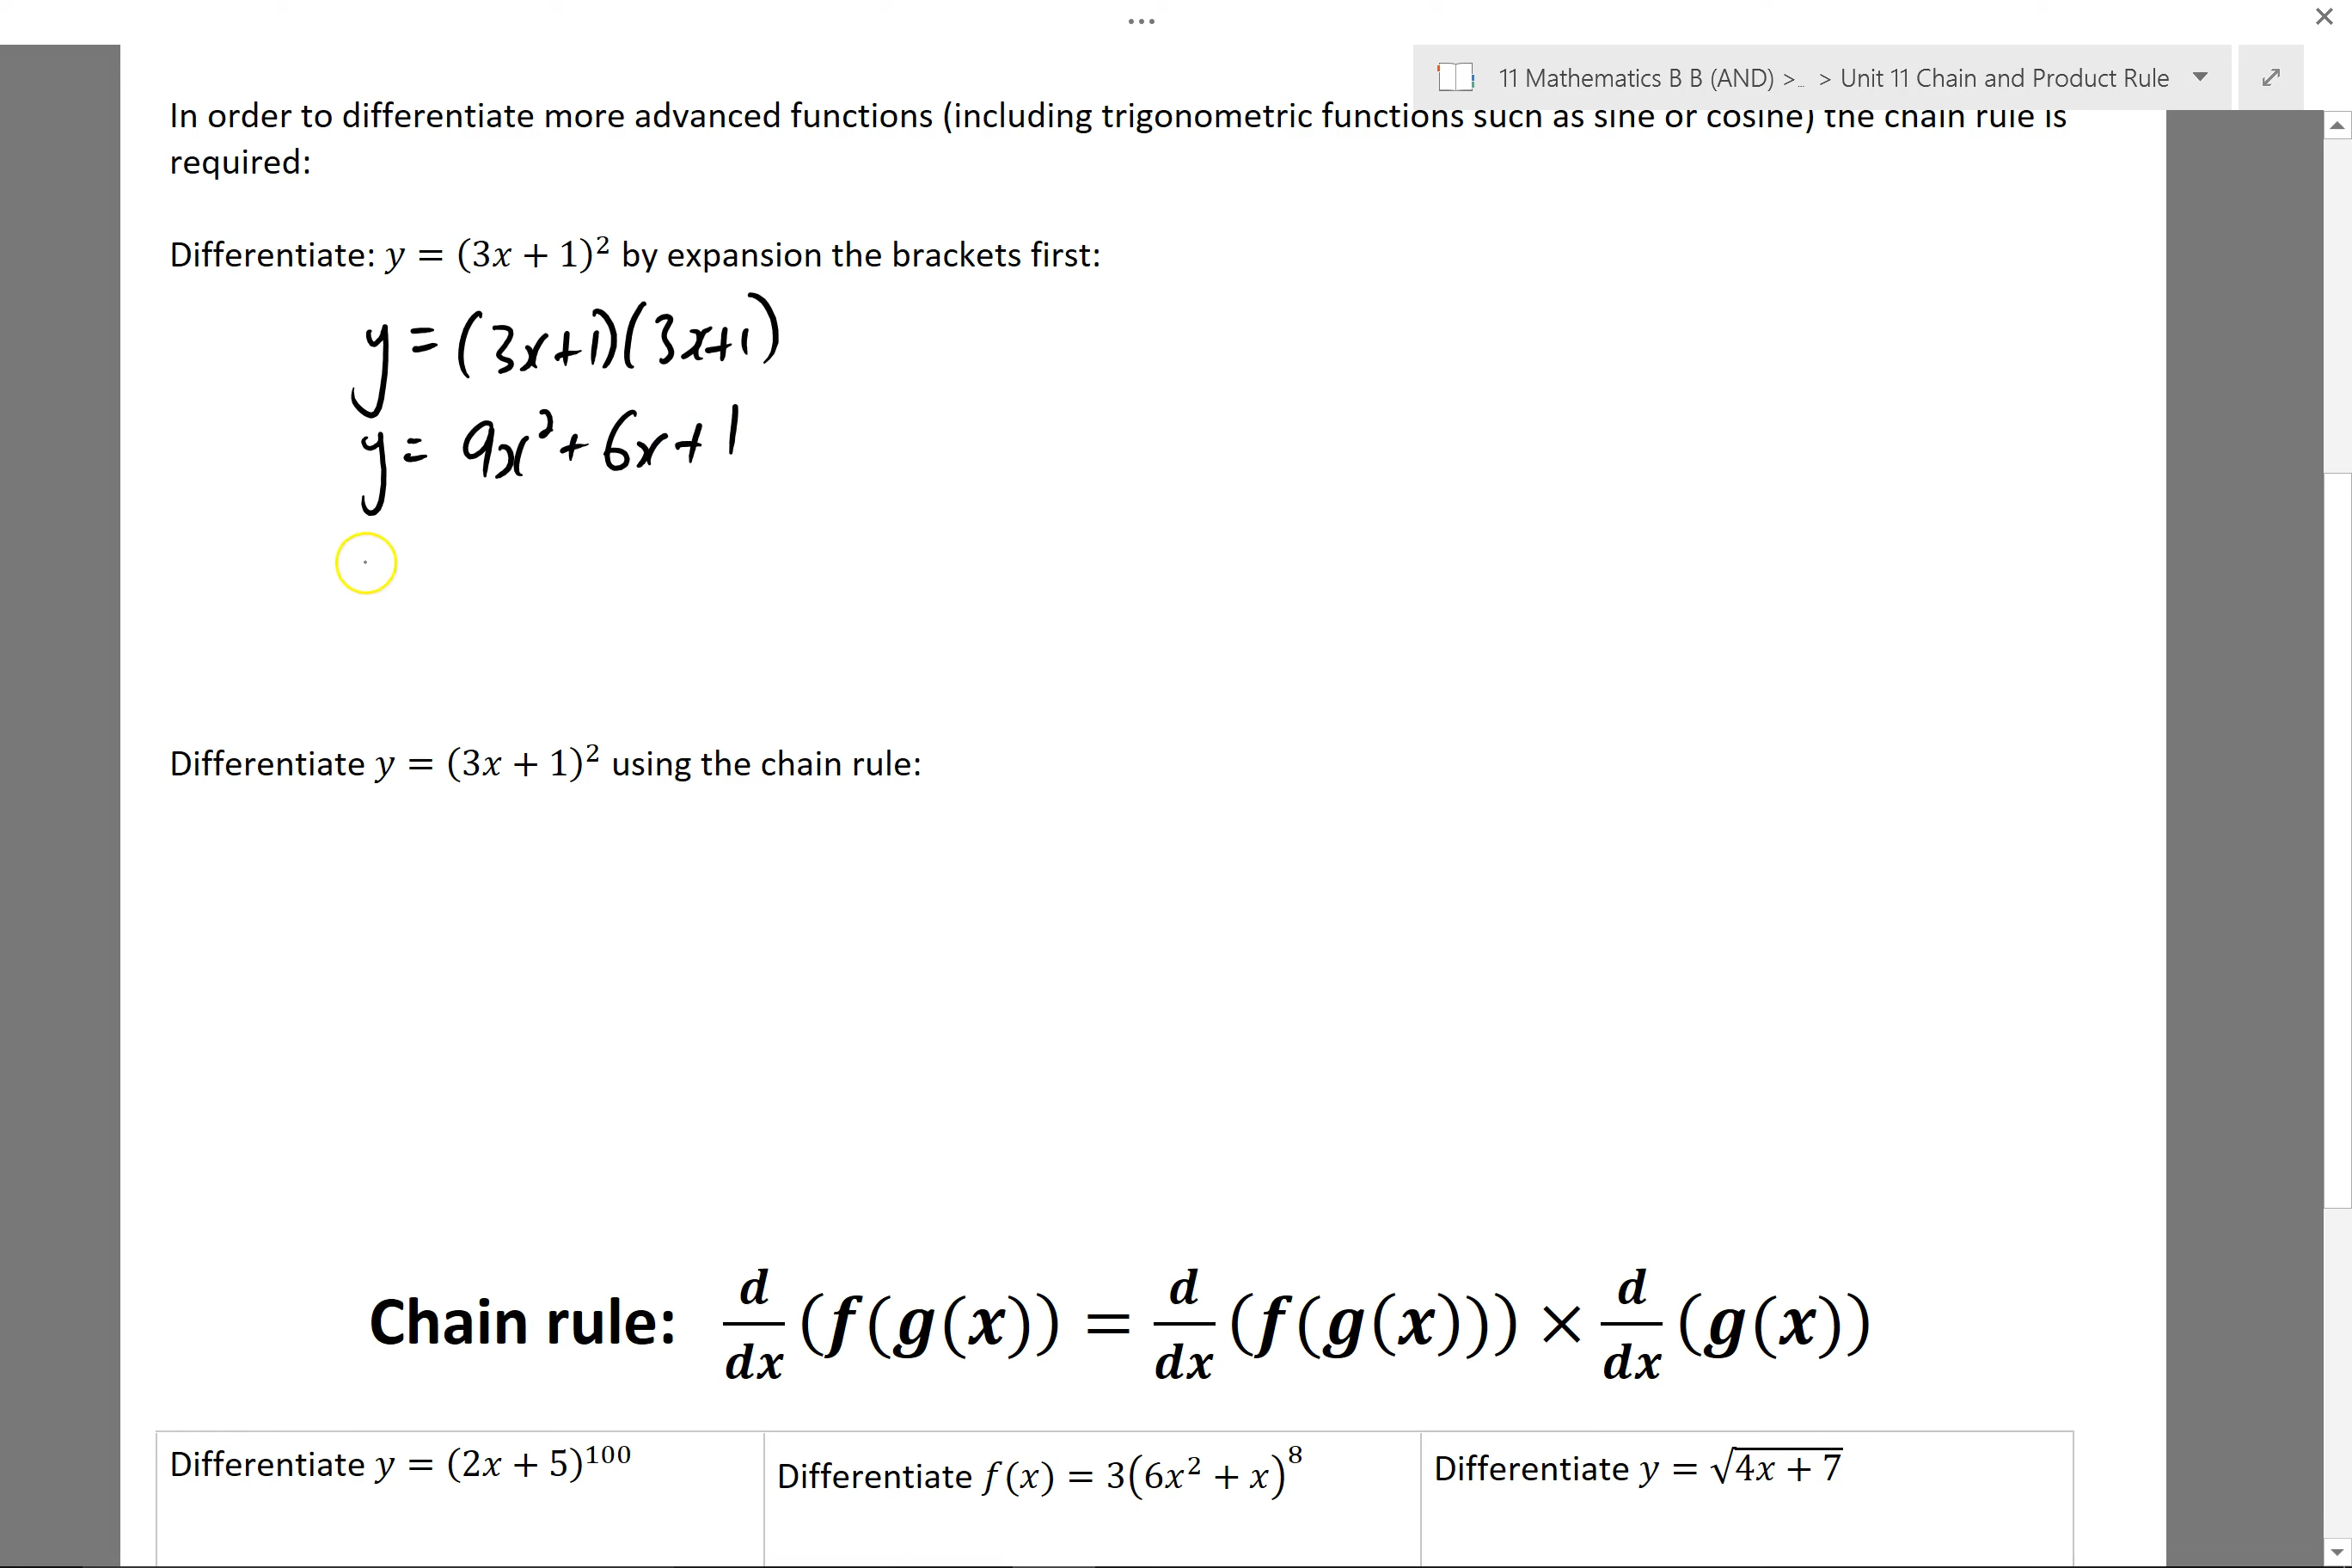 ...
11 Mathematics B B (AND) >... > Unit 11 Chain and Product Rule
In order to differentiate more advanced functions (including trigonometric functions such as sine or cosine) the chain rule is
required:
Differentiate: y = (3x + 1)² by expansion the brackets first:
y = (3x+1)(3x+1)
y = 9x² + 6x + 1
Differentiate y = (3x + 1)² using the chain rule:
Chain rule: d/dx (f(g(x)) = d/dx (f(g(x))) × d/dx (g(x))
Differentiate y = (2x + 5)¹⁰⁰
Differentiate f(x) = 3(6x² + x)⁸
Differentiate y = √(4x + 7)